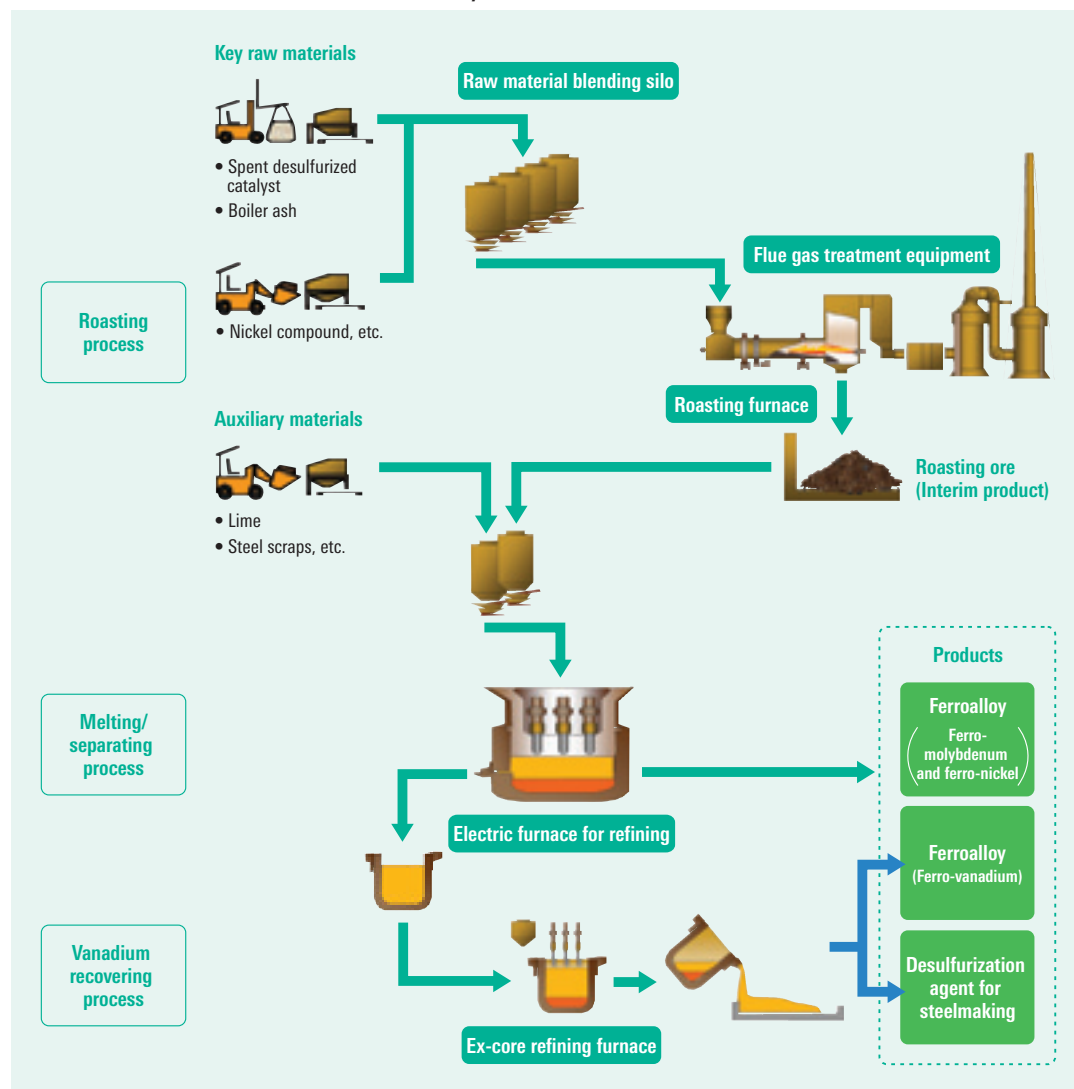 Key raw materials
Raw material blending silo
• Spent desulfurized
catalyst
• Boiler ash
Flue gas treatment equipment
Roasting
process
• Nickel compound, etc.
Roasting furnace
Auxiliary materials
Roasting ore
(Interim product)
• Lime
• Steel scraps, etc.
Products
Melting/
separating
process
Ferroalloy
(Ferro-
molybdenum
and ferro-nickel)
Electric furnace for refining
Ferroalloy
(Ferro-vanadium)
Vanadium
recovering
process
Desulfurization
agent for
steelmaking
Ex-core refining furnace